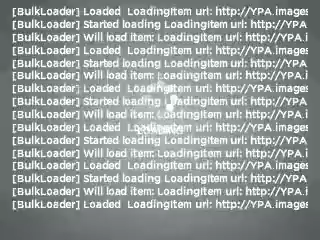 [BulkLoader] Loaded  LoadingItem url: http://YPA.images
[BulkLoader] Started loading LoadingItem url: http://YPA
[BulkLoader] Will load item: LoadingItem url: http://YPA.i
[BulkLoader] Loaded  LoadingItem url: http://YPA.images
[BulkLoader] Started loading LoadingItem url: http://YPA
[BulkLoader] Will load item: LoadingItem url: http://YPA.i
[BulkLoader] Loaded  LoadingItem url: http://YPA.images
[BulkLoader] Started loading LoadingItem url: http://YPA
[BulkLoader] Will load item: LoadingItem url: http://YPA.i
[BulkLoader] Loaded  LoadingItem url: http://YPA.images
[BulkLoader] Started loading LoadingItem url: http://YPA
[BulkLoader] Will load item: LoadingItem url: http://YPA.i
[BulkLoader] Loaded  LoadingItem url: http://YPA.images
[BulkLoader] Started loading LoadingItem url: http://YPA
[BulkLoader] Will load item: LoadingItem url: http://YPA.i
[BulkLoader] Loaded  LoadingItem url: http://YPA.images